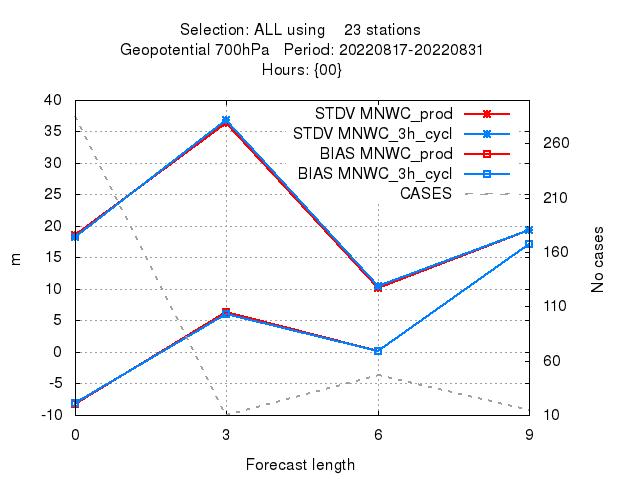 Selection: ALL using    23 stations
Geopotential 700hPa   Period: 20220817-20220831
Hours: {00}
STDV MNWC_prod
STDV MNWC_3h_cycl
BIAS MNWC_prod
BIAS MNWC_3h_cycl
CASES
40
35
30
25
20
15
10
5
0
-5
-10
m
260
210
160
110
60
10
No cases
0 3 6 9
Forecast length